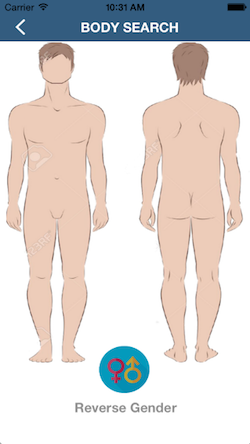 Carrier 10:31 AM
BODY SEARCH
Reverse Gender